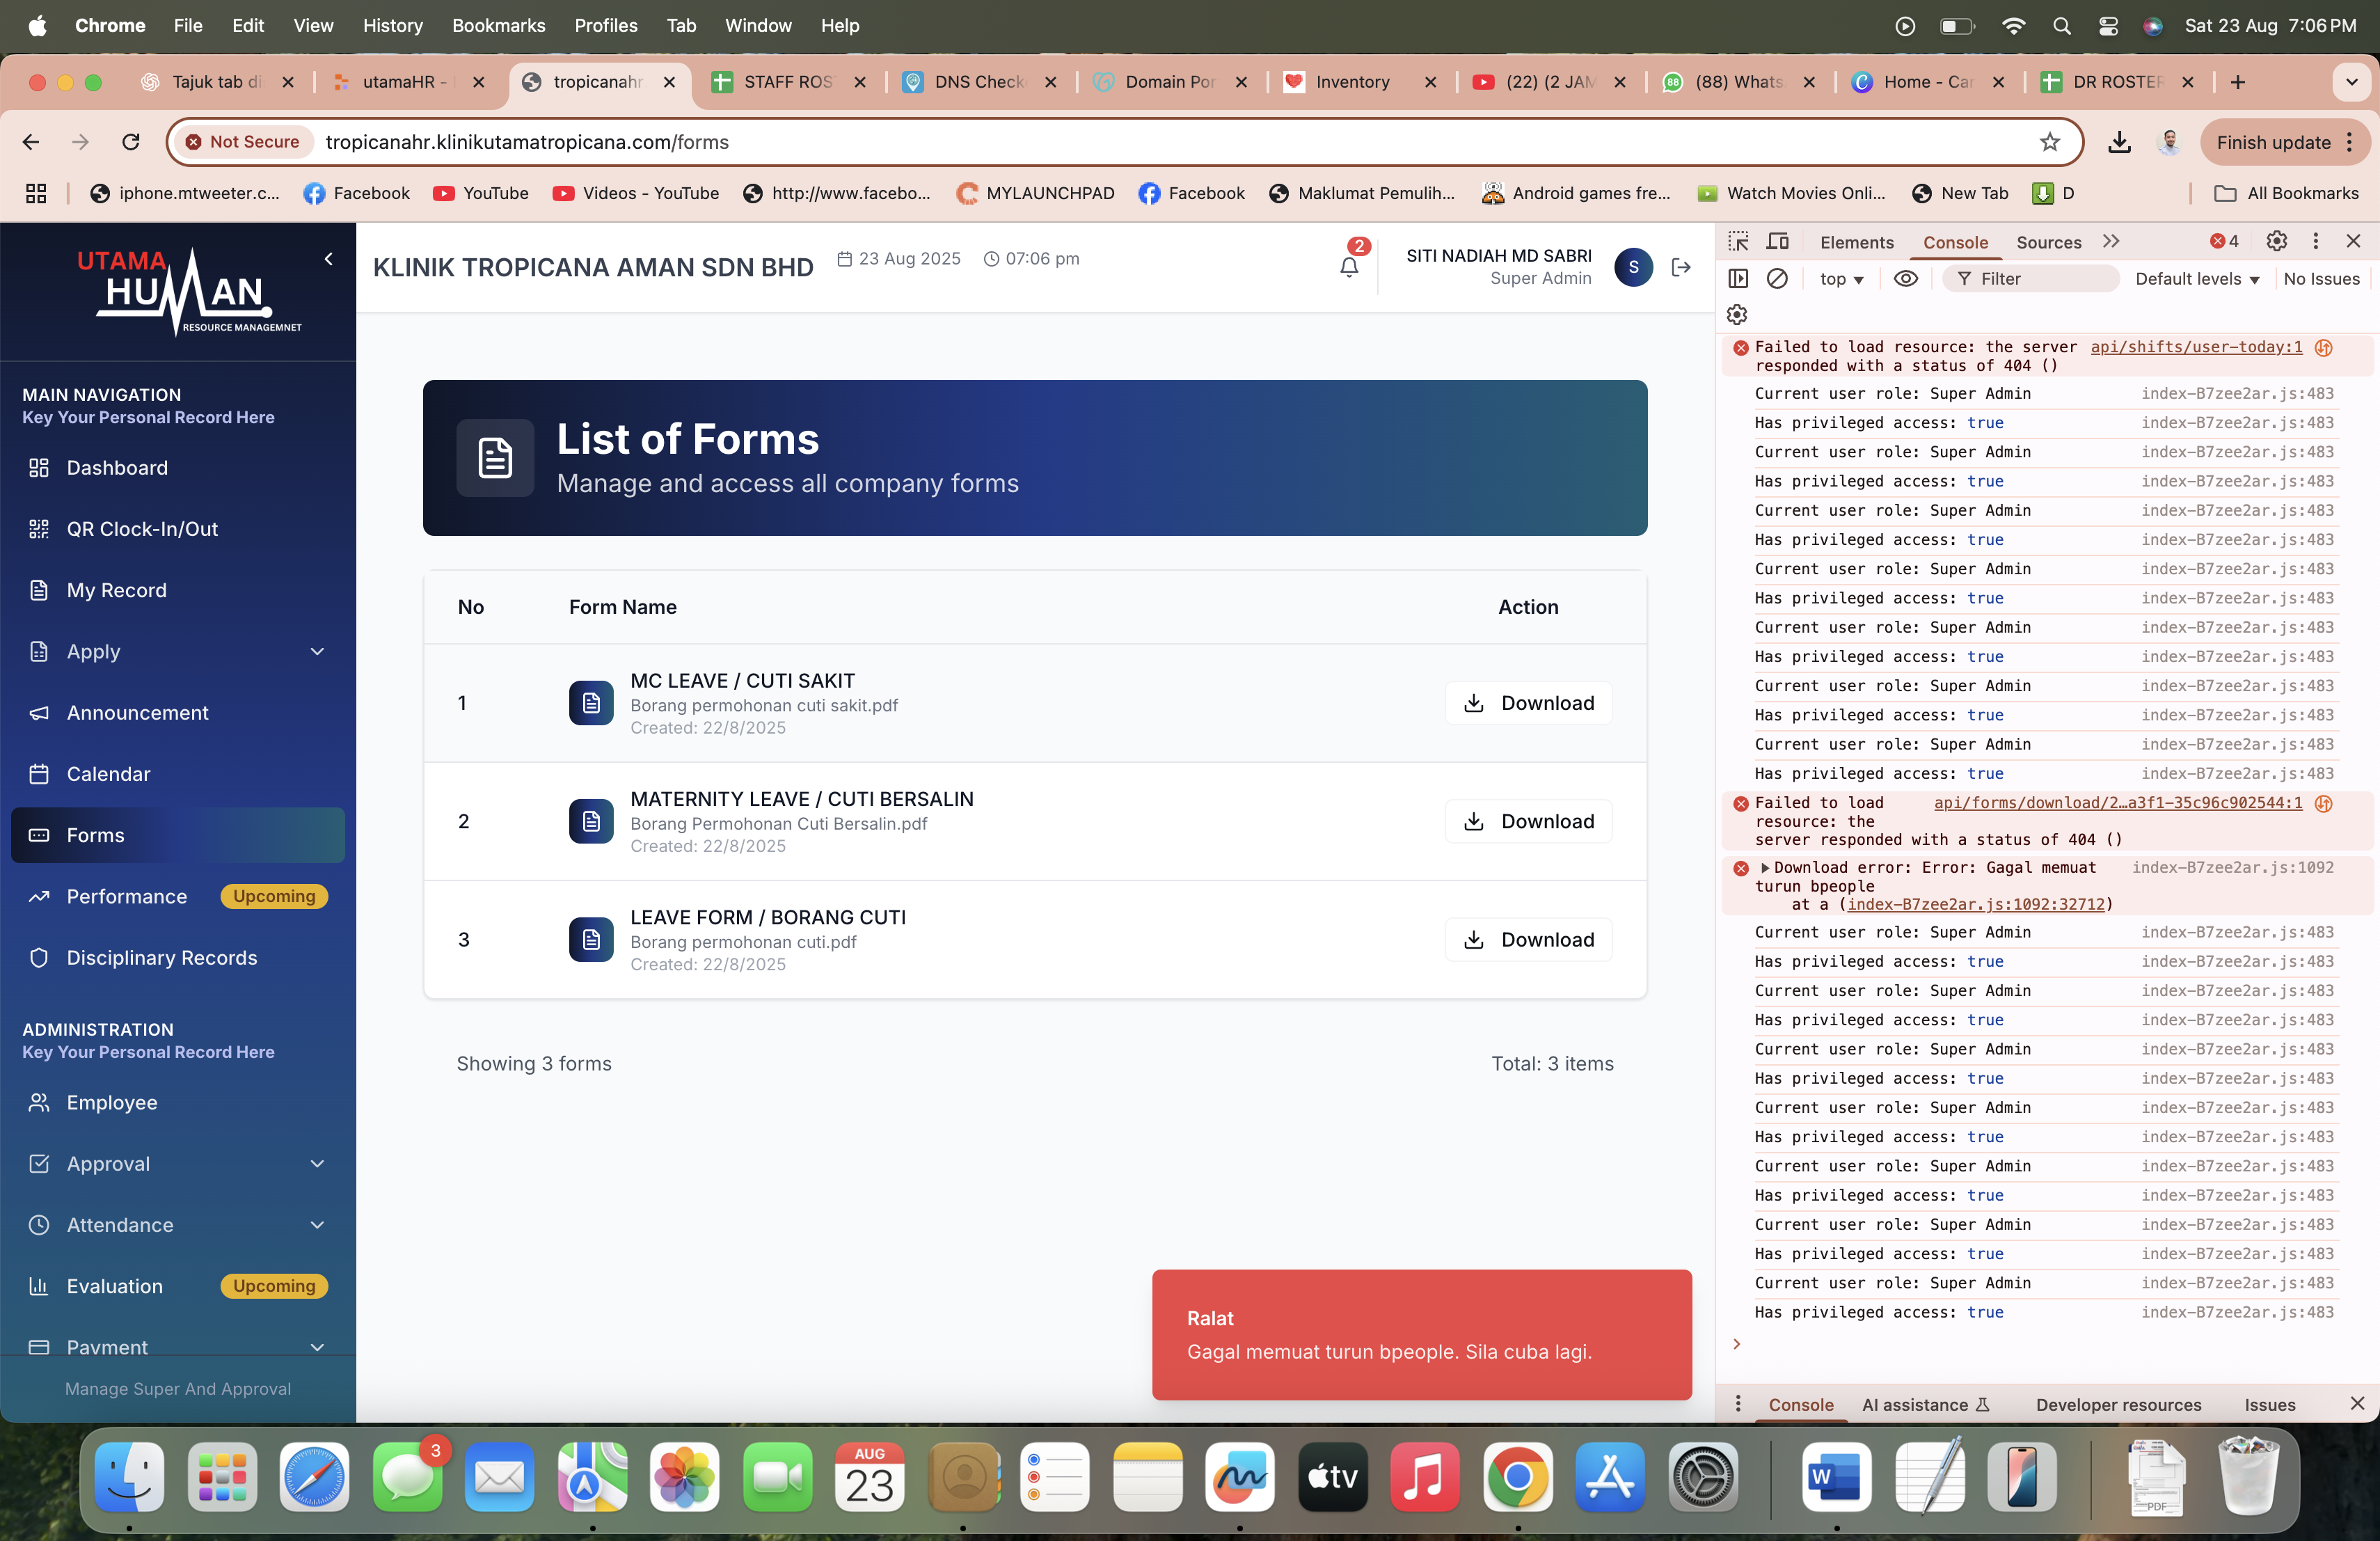 Chrome File Edit View History Bookmarks Profiles Tab Window Help
Sat 23 Aug 7:06 PM
Tajuk tab di
utamaHR -
tropicanahr
STAFF ROS
DNS Check
Domain Por
Inventory
(22) (2 JAM
(88) Whats
Home - Can
DR ROSTER
Not Secure tropicanahr.klinikutamatropicana.com/forms
Finish update
iphone.mtweeter.c...
Facebook
YouTube
Videos - YouTube
http://www.facebo...
MYLAUNCHPAD
Facebook
Maklumat Pemulih...
Android games fre...
Watch Movies Onli...
New Tab
D
All Bookmarks
UTAMA
HUMAN
RESOURCE MANAGEMNET
MAIN NAVIGATION
Key Your Personal Record Here
Dashboard
QR Clock-In/Out
My Record
Apply
Announcement
Calendar
Forms
Performance Upcoming
Disciplinary Records
ADMINISTRATION
Key Your Personal Record Here
Employee
Approval
Attendance
Evaluation Upcoming
Payment
Manage Super And Approval
KLINIK TROPICANA AMAN SDN BHD
23 Aug 2025
07:06 pm
2
SITI NADIAH MD SABRI
Super Admin
S
List of Forms
Manage and access all company forms
No Form Name Action
1
MC LEAVE / CUTI SAKIT
Borang permohonan cuti sakit.pdf
Created: 22/8/2025
Download
2
MATERNITY LEAVE / CUTI BERSALIN
Borang Permohonan Cuti Bersalin.pdf
Created: 22/8/2025
Download
3
LEAVE FORM / BORANG CUTI
Borang permohonan cuti.pdf
Created: 22/8/2025
Download
Showing 3 forms
Total: 3 items
Ralat
Gagal memuat turun bpeople. Sila cuba lagi.
Elements Console Sources 4
top Filter Default levels No Issues
Failed to load resource: the server api/shifts/user-today:1
responded with a status of 404 ()
Current user role: Super Admin index-B7zee2ar.js:483
Has privileged access: true index-B7zee2ar.js:483
Current user role: Super Admin index-B7zee2ar.js:483
Has privileged access: true index-B7zee2ar.js:483
Current user role: Super Admin index-B7zee2ar.js:483
Has privileged access: true index-B7zee2ar.js:483
Current user role: Super Admin index-B7zee2ar.js:483
Has privileged access: true index-B7zee2ar.js:483
Current user role: Super Admin index-B7zee2ar.js:483
Has privileged access: true index-B7zee2ar.js:483
Current user role: Super Admin index-B7zee2ar.js:483
Has privileged access: true index-B7zee2ar.js:483
Current user role: Super Admin index-B7zee2ar.js:483
Has privileged access: true index-B7zee2ar.js:483
Failed to load api/forms/download/2…a3f1-35c96c902544:1
resource: the
server responded with a status of 404 ()
Download error: Error: Gagal memuat index-B7zee2ar.js:1092
turun bpeople
at a (index-B7zee2ar.js:1092:32712)
Current user role: Super Admin index-B7zee2ar.js:483
Has privileged access: true index-B7zee2ar.js:483
Current user role: Super Admin index-B7zee2ar.js:483
Has privileged access: true index-B7zee2ar.js:483
Current user role: Super Admin index-B7zee2ar.js:483
Has privileged access: true index-B7zee2ar.js:483
Current user role: Super Admin index-B7zee2ar.js:483
Has privileged access: true index-B7zee2ar.js:483
Current user role: Super Admin index-B7zee2ar.js:483
Has privileged access: true index-B7zee2ar.js:483
Current user role: Super Admin index-B7zee2ar.js:483
Has privileged access: true index-B7zee2ar.js:483
Current user role: Super Admin index-B7zee2ar.js:483
Has privileged access: true index-B7zee2ar.js:483
Console AI assistance Developer resources Issues
3
AUG
23
tv
W
PDF